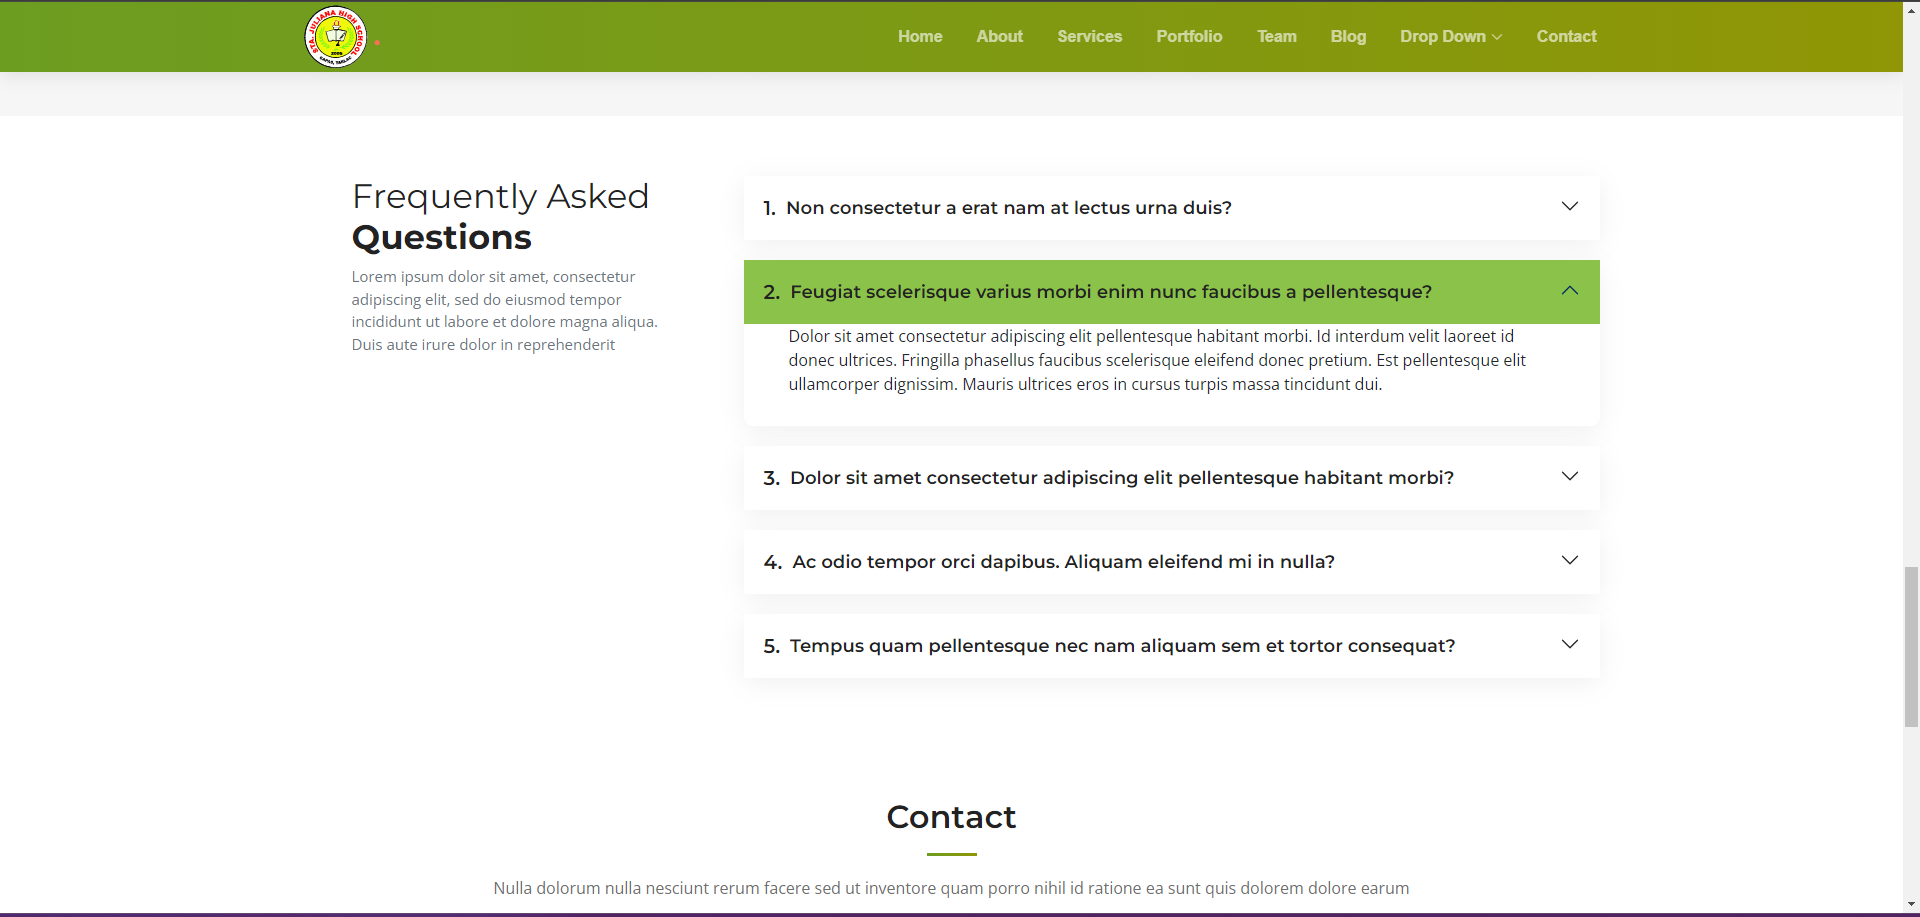 STA. JULIANA HIGH SCHOOL
2006
CAPAS, TARLAC
Home About Services Portfolio Team Blog Drop Down Contact
Frequently Asked
Questions
Lorem ipsum dolor sit amet, consectetur
adipiscing elit, sed do eiusmod tempor
incididunt ut labore et dolore magna aliqua.
Duis aute irure dolor in reprehenderit
1. Non consectetur a erat nam at lectus urna duis?
2. Feugiat scelerisque varius morbi enim nunc faucibus a pellentesque?
Dolor sit amet consectetur adipiscing elit pellentesque habitant morbi. Id interdum velit laoreet id
donec ultrices. Fringilla phasellus faucibus scelerisque eleifend donec pretium. Est pellentesque elit
ullamcorper dignissim. Mauris ultrices eros in cursus turpis massa tincidunt dui.
3. Dolor sit amet consectetur adipiscing elit pellentesque habitant morbi?
4. Ac odio tempor orci dapibus. Aliquam eleifend mi in nulla?
5. Tempus quam pellentesque nec nam aliquam sem et tortor consequat?
Contact
Nulla dolorum nulla nesciunt rerum facere sed ut inventore quam porro nihil id ratione ea sunt quis dolorem dolore earum